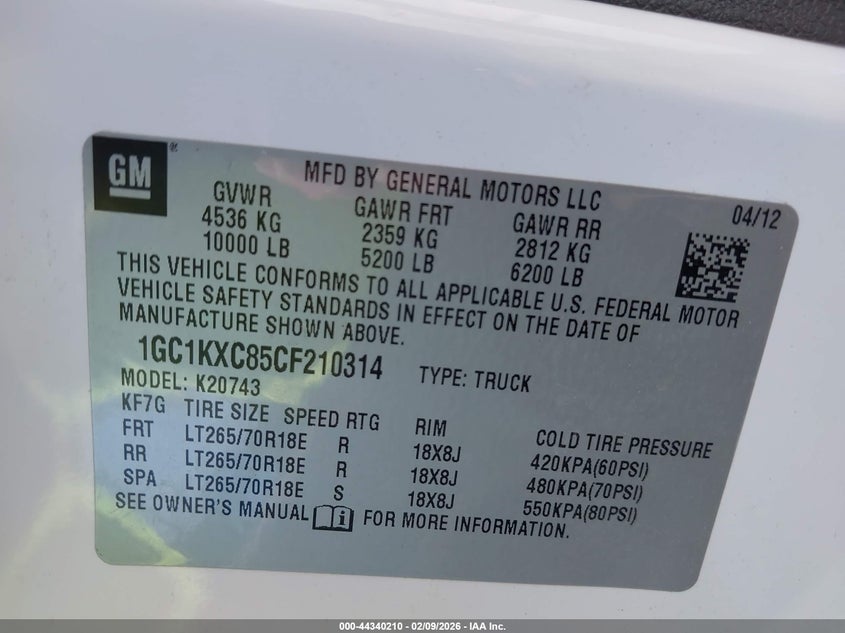 GM®
MFD BY GENERAL MOTORS LLC
04/12
GVWR GAWR FRT GAWR RR
4536 KG 2359 KG 2812 KG
10000 LB 5200 LB 6200 LB
THIS VEHICLE CONFORMS TO ALL APPLICABLE U.S. FEDERAL MOTOR
VEHICLE SAFETY STANDARDS IN EFFECT ON THE DATE OF
MANUFACTURE SHOWN ABOVE.
1GC1KXC85CF210314 TYPE: TRUCK
MODEL: K20743
KF7G TIRE SIZE SPEED RTG RIM COLD TIRE PRESSURE
FRT LT265/70R18E R 18X8J 420KPA(60PSI)
RR LT265/70R18E R 18X8J 480KPA(70PSI)
SPA LT265/70R18E S 18X8J 550KPA(80PSI)
SEE OWNER'S MANUAL i FOR MORE INFORMATION.
000-44340210 - 02/09/2026 - IAA Inc.